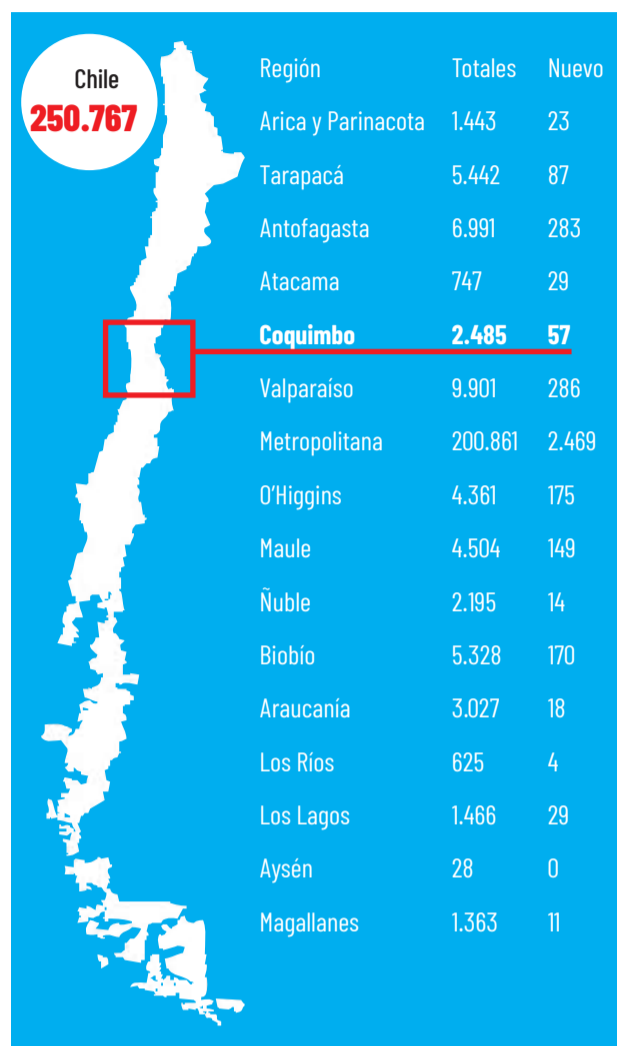 Chile
250.767
Región Totales Nuevo
Arica y Parinacota 1.443 23
Tarapacá 5.442 87
Antofagasta 6.991 283
Atacama 747 29
Coquimbo 2.485 57
Valparaíso 9.901 286
Metropolitana 200.861 2.469
O'Higgins 4.361 175
Maule 4.504 149
Ñuble 2.195 14
Biobío 5.328 170
Araucanía 3.027 18
Los Ríos 625 4
Los Lagos 1.466 29
Aysén 28 0
Magallanes 1.363 11